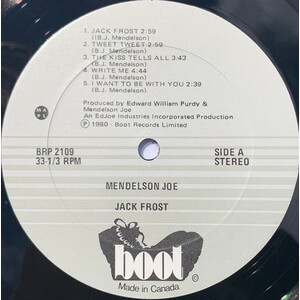 1. JACK FROST 2:59
(B.J. Mendelson)
2. TWEET TWEET 2:59
(B.J. Mendelson)
3. THE KISS TELLS ALL 3:35
(B.J. Mendelson)
4. WRITE ME 4:44
(B.J. Mendelson)
5. I WANT TO BE WITH YOU 2:39
(B.J. Mendelson)
Produced by Edward William Purdy &
Mendelson Joe
An EdJoe Industries Incorporated Production
Ⓟ 1980 · Boot Records Limited
BRP 2109
33-1/3 RPM
SIDE A
STEREO
MENDELSON JOE
JACK FROST
boot
©
Made in Canada